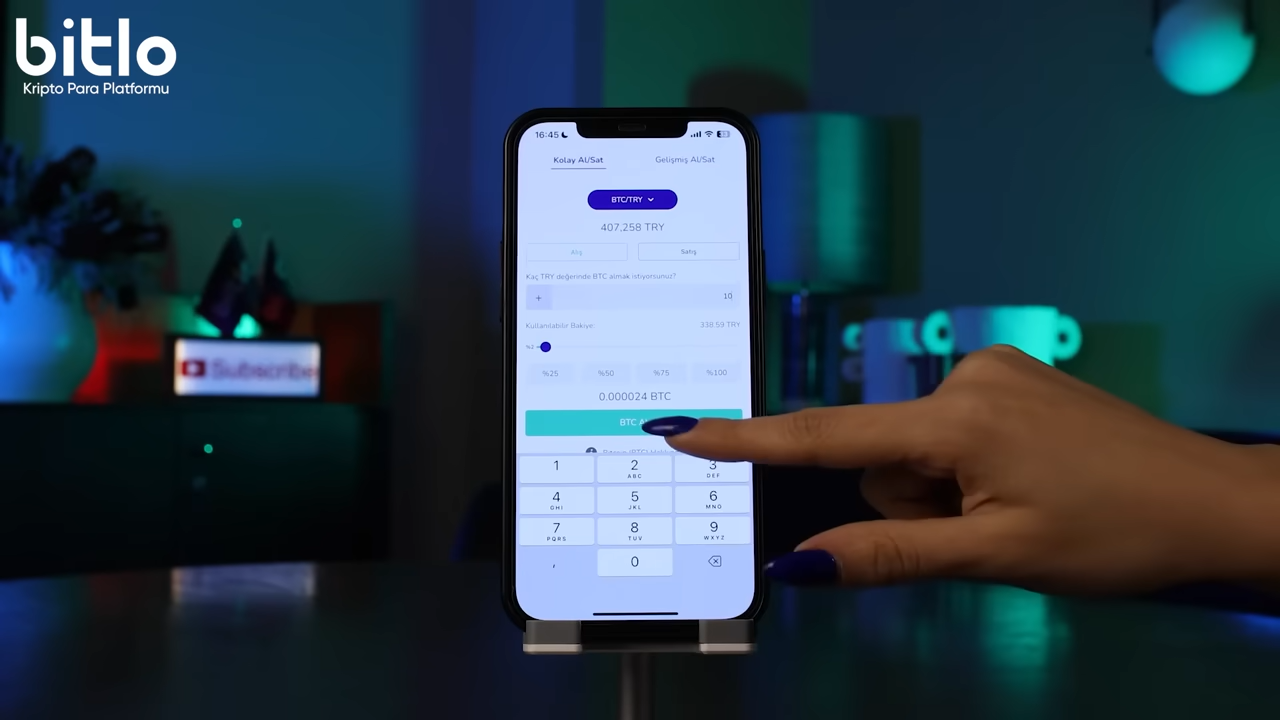 bitlo
Kripto Para Platformu
16:45
Kolay Al/Sat
Gelişmiş Al/Sat
BTC/TRY
407,258 TRY
Alış
Satış
Kaç TRY değerinde BTC almak istiyorsunuz?
+
10
Kullanılabilir Bakiye:
338.59 TRY
%25
%50
%75
%100
0.000024 BTC
BTC
Subscribe
1
2
ABC
3
DEF
4
GHI
5
JKL
6
MNO
7
PQRS
8
TUV
9
WXYZ
,
0